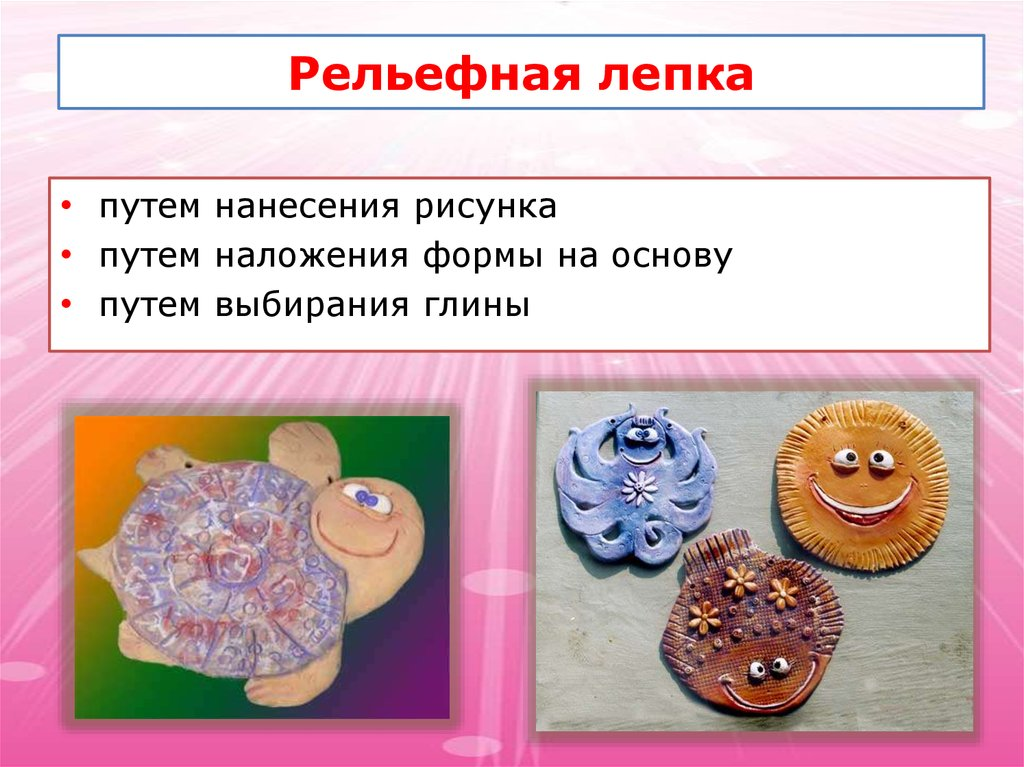 Рельефная лепка
• путем нанесения рисунка
• путем наложения формы на основу
• путем выбирания глины